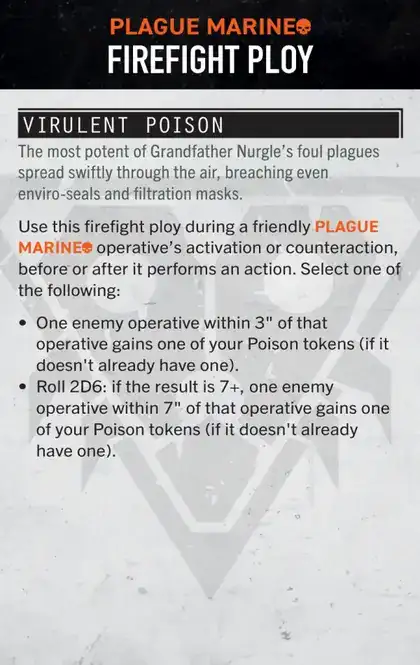 PLAGUE MARINE
FIREFIGHT PLOY
VIRULENT POISON
The most potent of Grandfather Nurgle's foul plagues
spread swiftly through the air, breaching even
enviro-seals and filtration masks.
Use this firefight ploy during a friendly PLAGUE
MARINE operative's activation or counteraction,
before or after it performs an action. Select one of
the following:
• One enemy operative within 3" of that
operative gains one of your Poison tokens (if it
doesn't already have one).
• Roll 2D6: if the result is 7+, one enemy
operative within 7" of that operative gains one
of your Poison tokens (if it doesn't already
have one).